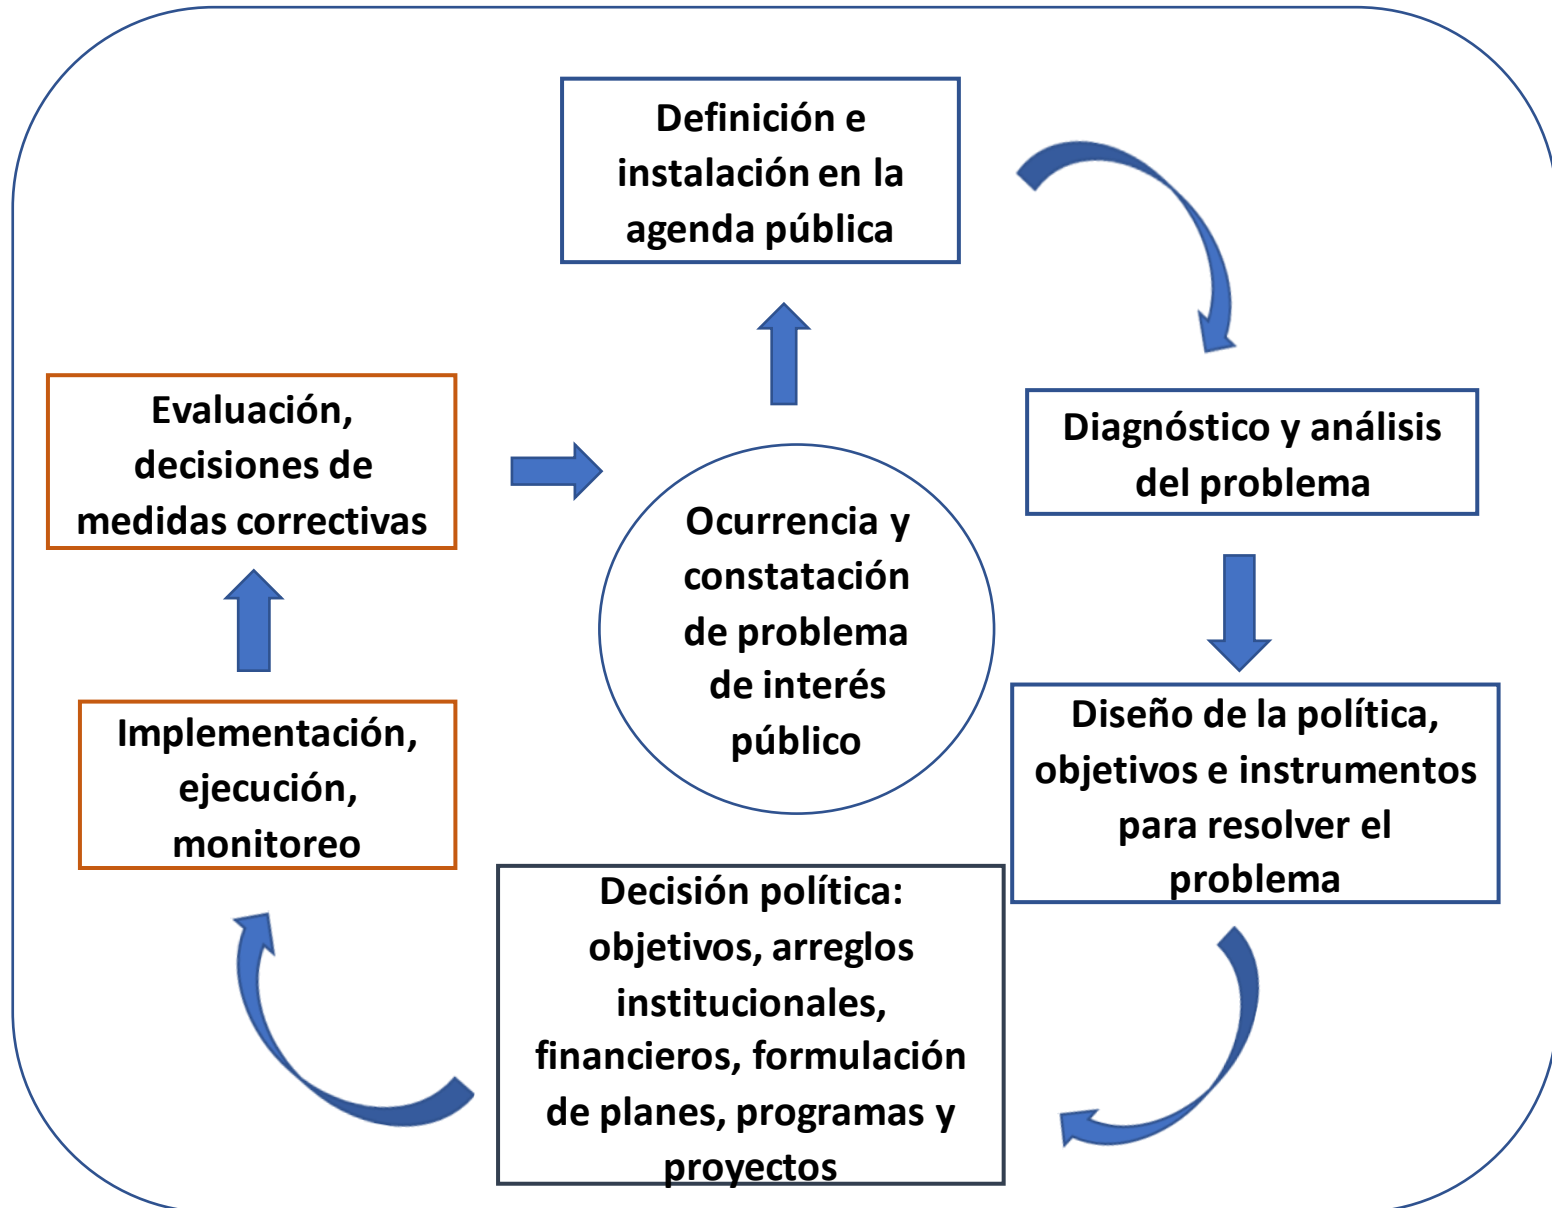 Definición e
instalación en la
agenda pública
Evaluación,
decisiones de
medidas correctivas
Diagnóstico y análisis
del problema
Ocurrencia y
constatación
de problema
de interés
público
Implementación,
ejecución,
monitoreo
Diseño de la política,
objetivos e instrumentos
para resolver el
problema
Decisión política:
objetivos, arreglos
institucionales,
financieros, formulación
de planes, programas y
proyectos